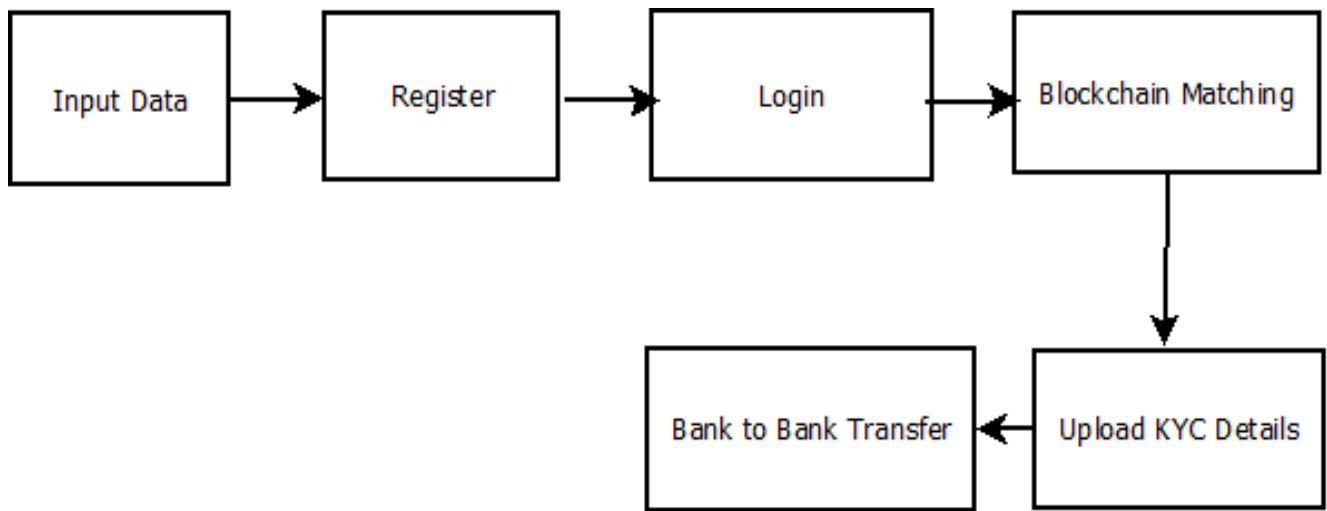 Input Data
Register
Login
Blockchain Matching
Bank to Bank Transfer
Upload KYC Details